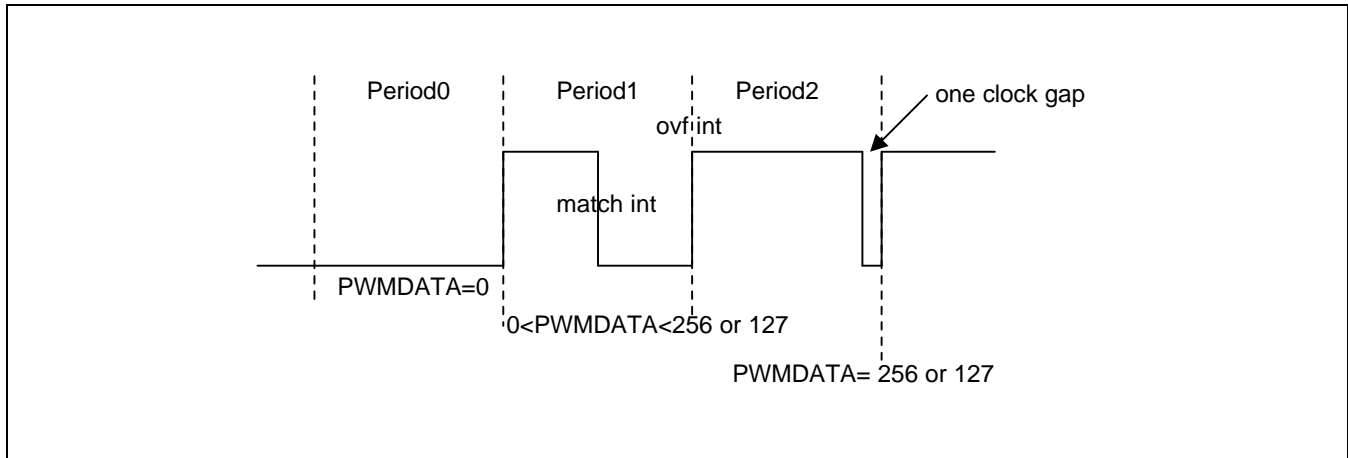 Period0 Period1 Period2 one clock gap
ovf int
match int
PWMDATA=0
0<PWMDATA<256 or 127
PWMDATA= 256 or 127